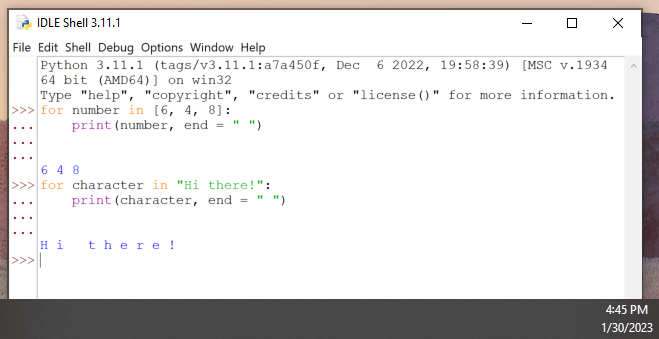 IDLE Shell 3.11.1
File Edit Shell Debug Options Window Help
Python 3.11.1 (tags/v3.11.1:a7a450f, Dec  6 2022, 19:58:39) [MSC v.1934
64 bit (AMD64)] on win32
Type "help", "copyright", "credits" or "license()" for more information.
>>> for number in [6, 4, 8]:
...     print(number, end = " ")
...
...
6 4 8
>>> for character in "Hi there!":
...     print(character, end = " ")
...
...
H i   t h e r e !
>>>
4:45 PM
1/30/2023